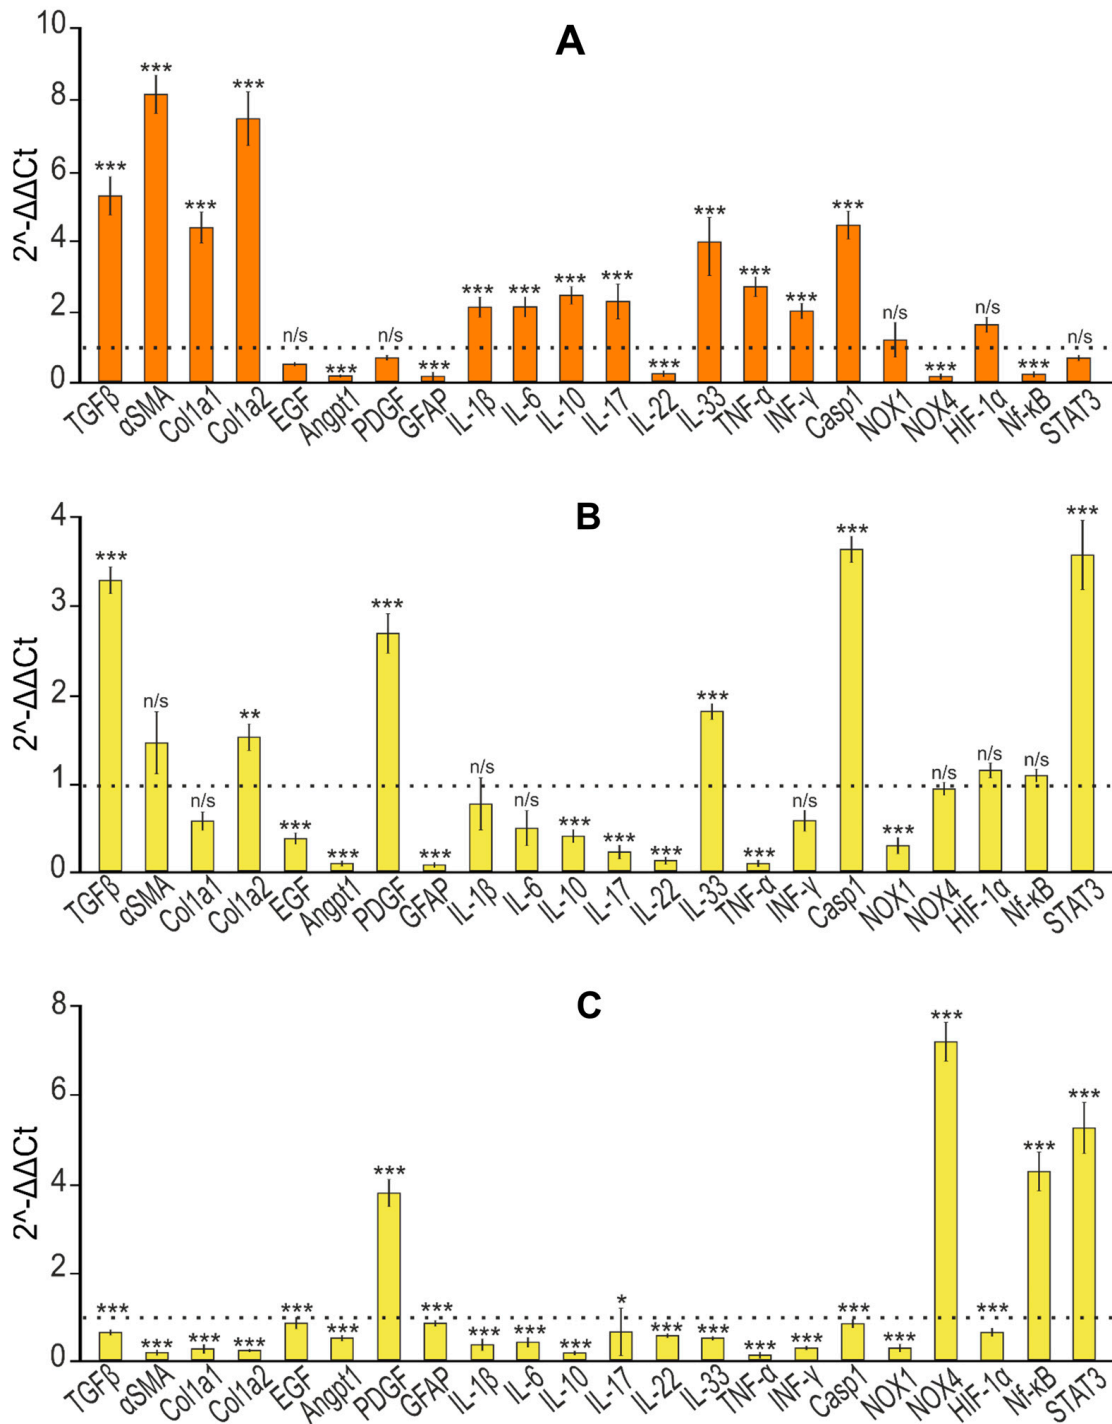 A
10
8
6
4
2
0
2^-ΔΔCt
*** *** *** *** n/s *** n/s *** *** *** *** *** *** *** *** *** *** n/s *** n/s *** n/s
TGFβ αSMA Col1a1 Col1a2 EGF Angpt1 PDGF GFAP IL-1β IL-6 IL-10 IL-17 IL-22 IL-33 TNF-α INF-γ Casp1 NOX1 NOX4 HIF-1α Nf-κB STAT3
B
4
3
2
1
0
2^-ΔΔCt
*** n/s n/s ** *** *** *** *** n/s n/s *** *** *** *** *** n/s *** *** n/s n/s n/s ***
TGFβ αSMA Col1a1 Col1a2 EGF Angpt1 PDGF GFAP IL-1β IL-6 IL-10 IL-17 IL-22 IL-33 TNF-α INF-γ Casp1 NOX1 NOX4 HIF-1α Nf-κB STAT3
C
8
6
4
2
1
0
2^-ΔΔCt
*** *** *** *** *** *** *** *** *** *** *** * *** *** *** *** *** *** *** *** *** ***
TGFβ αSMA Col1a1 Col1a2 EGF Angpt1 PDGF GFAP IL-1β IL-6 IL-10 IL-17 IL-22 IL-33 TNF-α INF-γ Casp1 NOX1 NOX4 HIF-1α Nf-κB STAT3